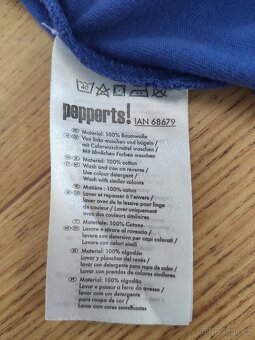 40
pepperts! IAN 68679
Material: 100% Baumwolle
Von links waschen und bügeln /
mit Colorwaschmittel waschen /
Mit ähnlichen Farben waschen
Material: 100% cotton
Wash and iron on reverse /
Use colour detergent /
Wash with similar colours
Matière: 100% coton
Laver et repasser à l'envers /
laver avec de la lessive pour linge
de couleur / Laver uniquement
avec des couleurs similaires
Materiale: 100% Cotone
Lavare e stirare al rovescio /
lavare con detersivo per capi colorati /
Lavare con colori simili
Material: 100% algodón
Lavar y planchar del revés /
lavar con detergente para ropa de color /
Lavar con prendas de colores similares
Material: 100% algodão
Lavar e passar a ferro do avesso /
Lavar com um detergente
para roupa de cor /
Lavar com cores semelhantes